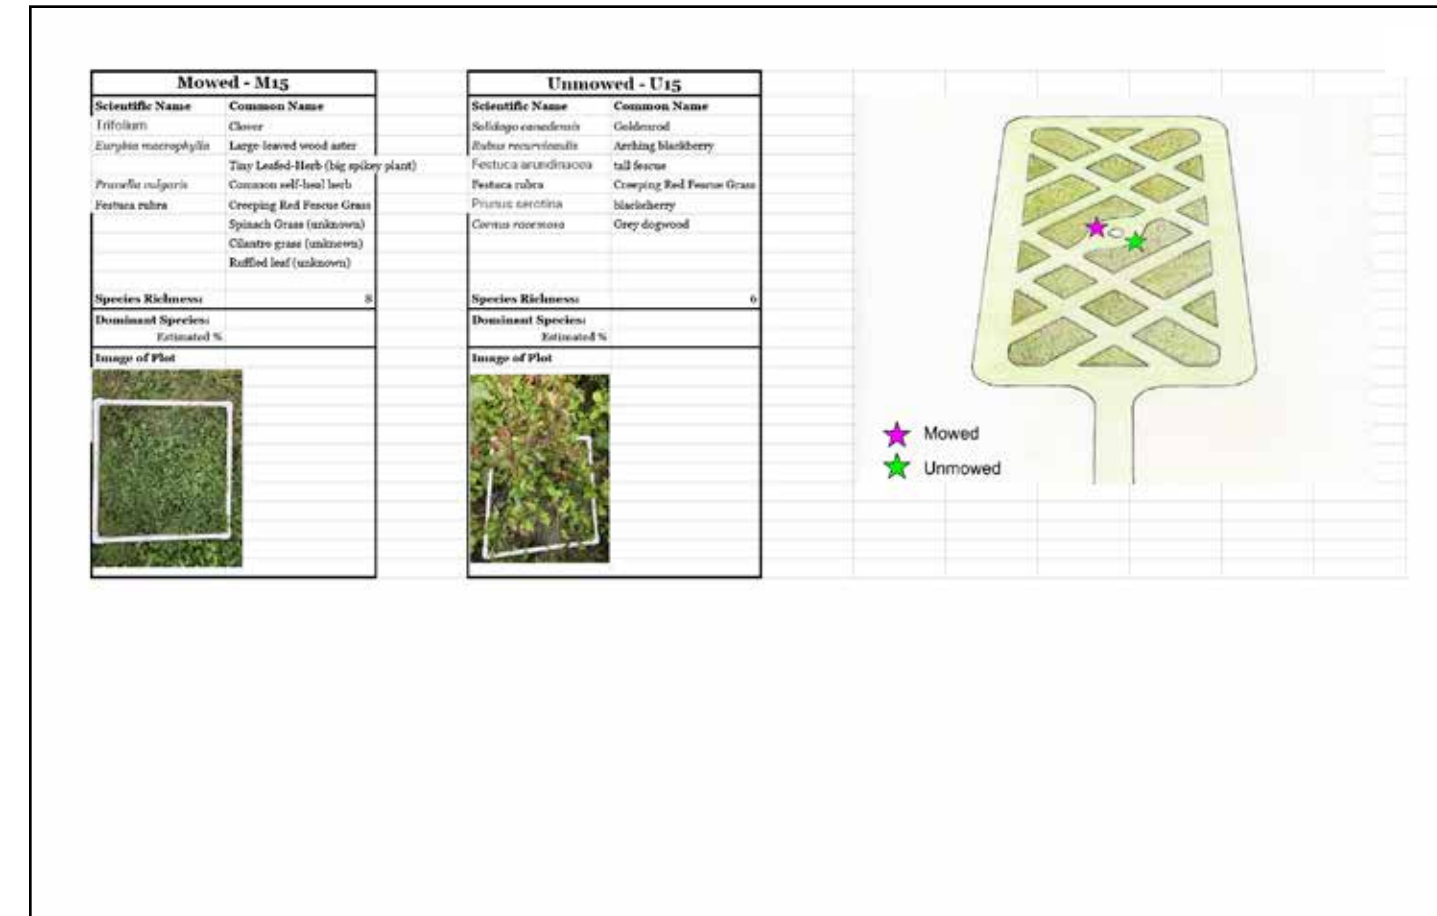 Mowed - M15
Scientific Name Common Name
Trifolium Clover
Eurybia macrophylla Large-leaved wood aster
Tiny Leafed-Herb (big spikey plant)
Prunella vulgaris Common self-heal herb
Festuca rubra Creeping Red Fescue Grass
Spinach Grass (unknown)
Cilantro grass (unknown)
Ruffled leaf (unknown)
Species Richness: 8
Dominant Species:
Estimated %
Image of Plot
Unmowed - U15
Scientific Name Common Name
Solidago canadensis Goldenrod
Rubus recurvicaulis Arching blackberry
Festuca arundinacea tall fescue
Festuca rubra Creeping Red Fescue Grass
Prunus serotina blackcherry
Cornus racemosa Grey dogwood
Species Richness: 6
Dominant Species:
Estimated %
Image of Plot
Mowed
Unmowed